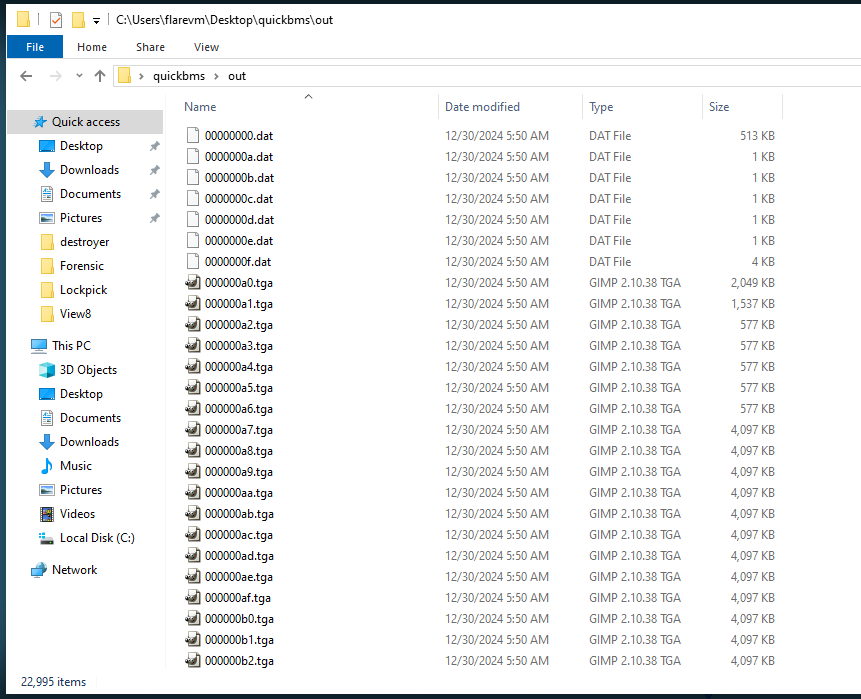 C:\Users\flarevm\Desktop\quickbms\out
File Home Share View
quickbms > out
Name Date modified Type Size
Quick access
Desktop
Downloads
Documents
Pictures
destroyer
Forensic
Lockpick
View8
This PC
3D Objects
Desktop
Documents
Downloads
Music
Pictures
Videos
Local Disk (C:)
Network
00000000.dat 12/30/2024 5:50 AM DAT File 513 KB
0000000a.dat 12/30/2024 5:50 AM DAT File 1 KB
0000000b.dat 12/30/2024 5:50 AM DAT File 1 KB
0000000c.dat 12/30/2024 5:50 AM DAT File 1 KB
0000000d.dat 12/30/2024 5:50 AM DAT File 1 KB
0000000e.dat 12/30/2024 5:50 AM DAT File 1 KB
0000000f.dat 12/30/2024 5:50 AM DAT File 4 KB
000000a0.tga 12/30/2024 5:50 AM GIMP 2.10.38 TGA 2,049 KB
000000a1.tga 12/30/2024 5:50 AM GIMP 2.10.38 TGA 1,537 KB
000000a2.tga 12/30/2024 5:50 AM GIMP 2.10.38 TGA 577 KB
000000a3.tga 12/30/2024 5:50 AM GIMP 2.10.38 TGA 577 KB
000000a4.tga 12/30/2024 5:50 AM GIMP 2.10.38 TGA 577 KB
000000a5.tga 12/30/2024 5:50 AM GIMP 2.10.38 TGA 577 KB
000000a6.tga 12/30/2024 5:50 AM GIMP 2.10.38 TGA 577 KB
000000a7.tga 12/30/2024 5:50 AM GIMP 2.10.38 TGA 4,097 KB
000000a8.tga 12/30/2024 5:50 AM GIMP 2.10.38 TGA 4,097 KB
000000a9.tga 12/30/2024 5:50 AM GIMP 2.10.38 TGA 4,097 KB
000000aa.tga 12/30/2024 5:50 AM GIMP 2.10.38 TGA 4,097 KB
000000ab.tga 12/30/2024 5:50 AM GIMP 2.10.38 TGA 4,097 KB
000000ac.tga 12/30/2024 5:50 AM GIMP 2.10.38 TGA 4,097 KB
000000ad.tga 12/30/2024 5:50 AM GIMP 2.10.38 TGA 4,097 KB
000000ae.tga 12/30/2024 5:50 AM GIMP 2.10.38 TGA 4,097 KB
000000af.tga 12/30/2024 5:50 AM GIMP 2.10.38 TGA 4,097 KB
000000b0.tga 12/30/2024 5:50 AM GIMP 2.10.38 TGA 4,097 KB
000000b1.tga 12/30/2024 5:50 AM GIMP 2.10.38 TGA 4,097 KB
000000b2.tga 12/30/2024 5:50 AM GIMP 2.10.38 TGA 4,097 KB
22,995 items